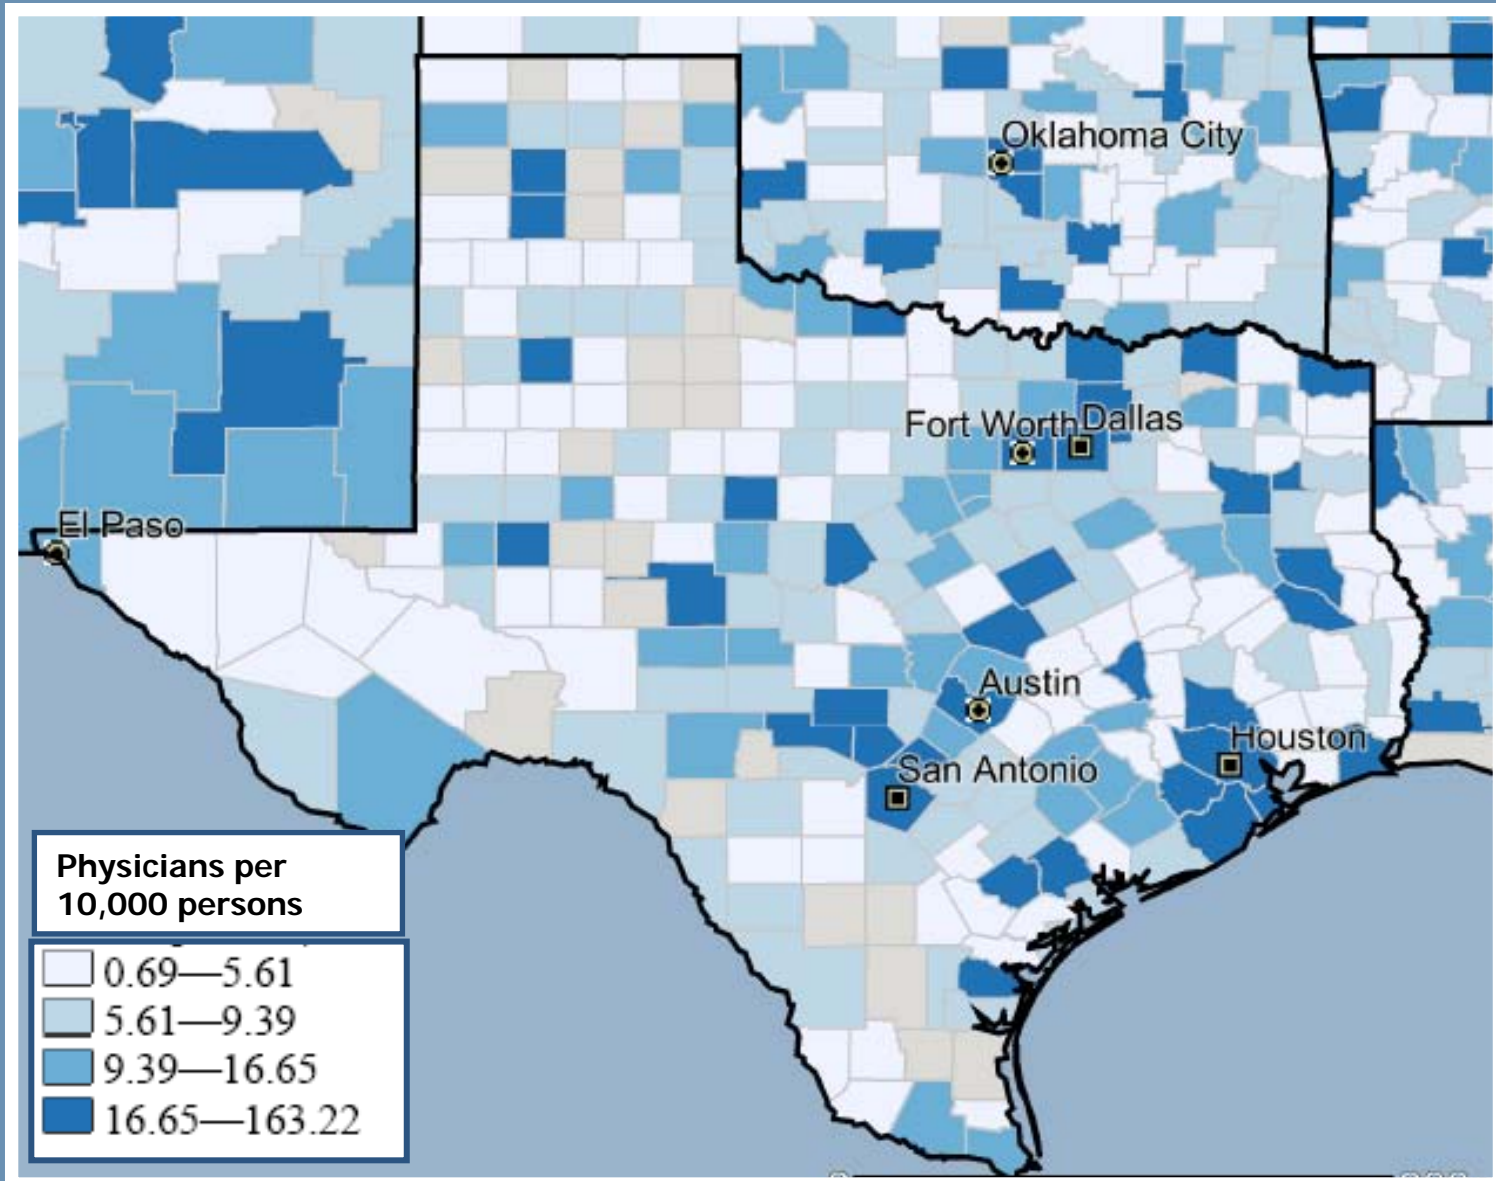 Oklahoma City
Fort Worth
Dallas
El Paso
Austin
Houston
San Antonio
Physicians per
10,000 persons
0.69—5.61
5.61—9.39
9.39—16.65
16.65—163.22